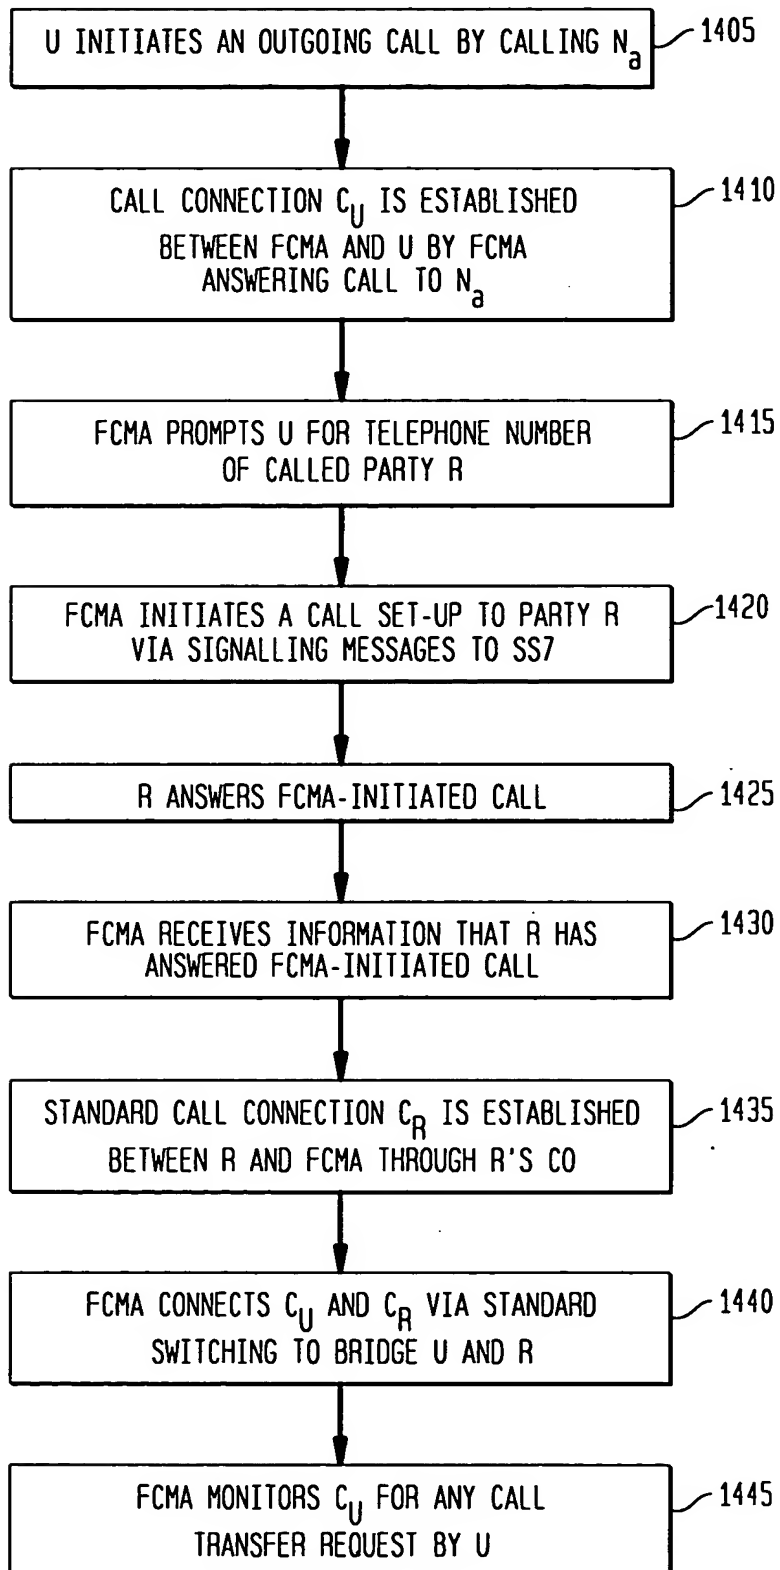 U INITIATES AN OUTGOING CALL BY CALLING Na
1405
CALL CONNECTION CU IS ESTABLISHED
BETWEEN FCMA AND U BY FCMA
ANSWERING CALL TO Na
1410
FCMA PROMPTS U FOR TELEPHONE NUMBER
OF CALLED PARTY R
1415
FCMA INITIATES A CALL SET-UP TO PARTY R
VIA SIGNALLING MESSAGES TO SS7
1420
R ANSWERS FCMA-INITIATED CALL
1425
FCMA RECEIVES INFORMATION THAT R HAS
ANSWERED FCMA-INITIATED CALL
1430
STANDARD CALL CONNECTION CR IS ESTABLISHED
BETWEEN R AND FCMA THROUGH R'S CO
1435
FCMA CONNECTS CU AND CR VIA STANDARD
SWITCHING TO BRIDGE U AND R
1440
FCMA MONITORS CU FOR ANY CALL
TRANSFER REQUEST BY U
1445